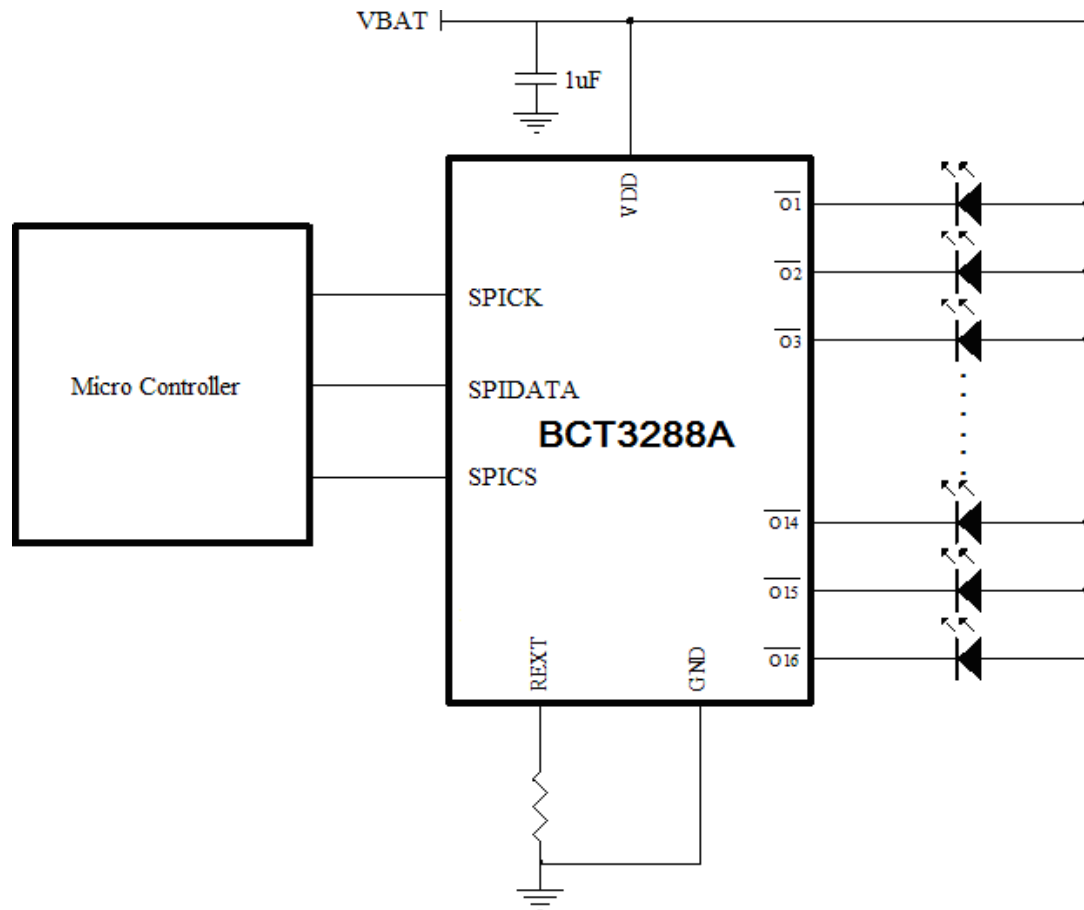 VBAT
1uF
VDD
O1
O2
SPICK
O3
Micro Controller
SPIDATA
BCT3288A
SPICS
O14
O15
REXT
GND
O16